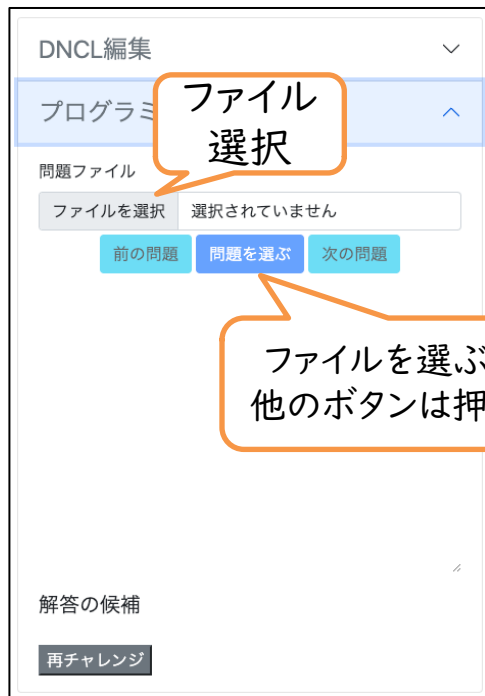 DNCL編集
プログラミ
ファイル
選択
問題ファイル
ファイルを選択 選択されていません
前の問題 問題を選ぶ 次の問題
ファイルを選ぶ
他のボタンは押
解答の候補
再チャレンジ